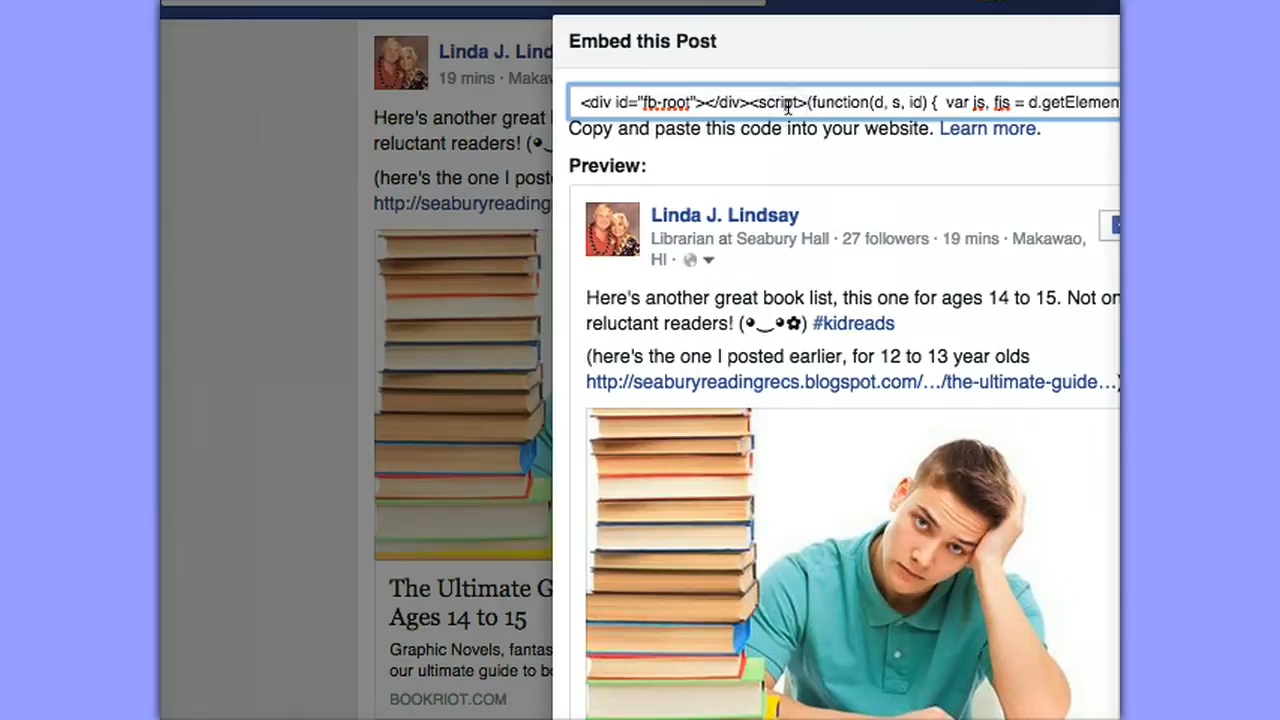 Linda J. Lind
19 mins · Makaw
Here's another great
reluctant readers! (
(here's the one I poste
http://seaburyreading
The Ultimate G
Ages 14 to 15
Graphic Novels, fantas
our ultimate guide to bo
BOOKRIOT.COM
Embed this Post
<div id="fb-root"></div><script>(function(d, s, id) {  var js, fjs = d.getElemen
Copy and paste this code into your website. Learn more.
Preview:
Linda J. Lindsay
Librarian at Seabury Hall · 27 followers · 19 mins · Makawao,
HI ·
Here's another great book list, this one for ages 14 to 15. Not on
reluctant readers! (◕‿◕✿) #kidreads
(here's the one I posted earlier, for 12 to 13 year olds
http://seaburyreadingrecs.blogspot.com/…/the-ultimate-guide…)